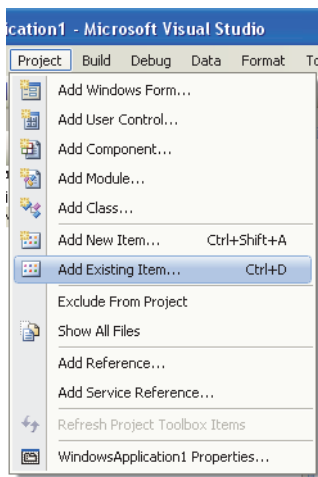 ication1 - Microsoft Visual Studio
Project Build Debug Data Format To
Add Windows Form...
Add User Control...
Add Component...
Add Module...
Add Class...
Add New Item... Ctrl+Shift+A
Add Existing Item... Ctrl+D
Exclude From Project
Show All Files
Add Reference...
Add Service Reference...
Refresh Project Toolbox Items
WindowsApplication1 Properties...